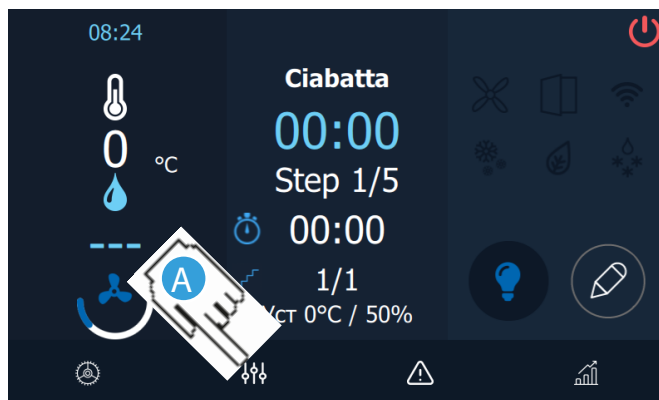 08:24
Ciabatta
00:00
0 °C
Step 1/5
00:00
---
A
1/1
Уст 0°C / 50%